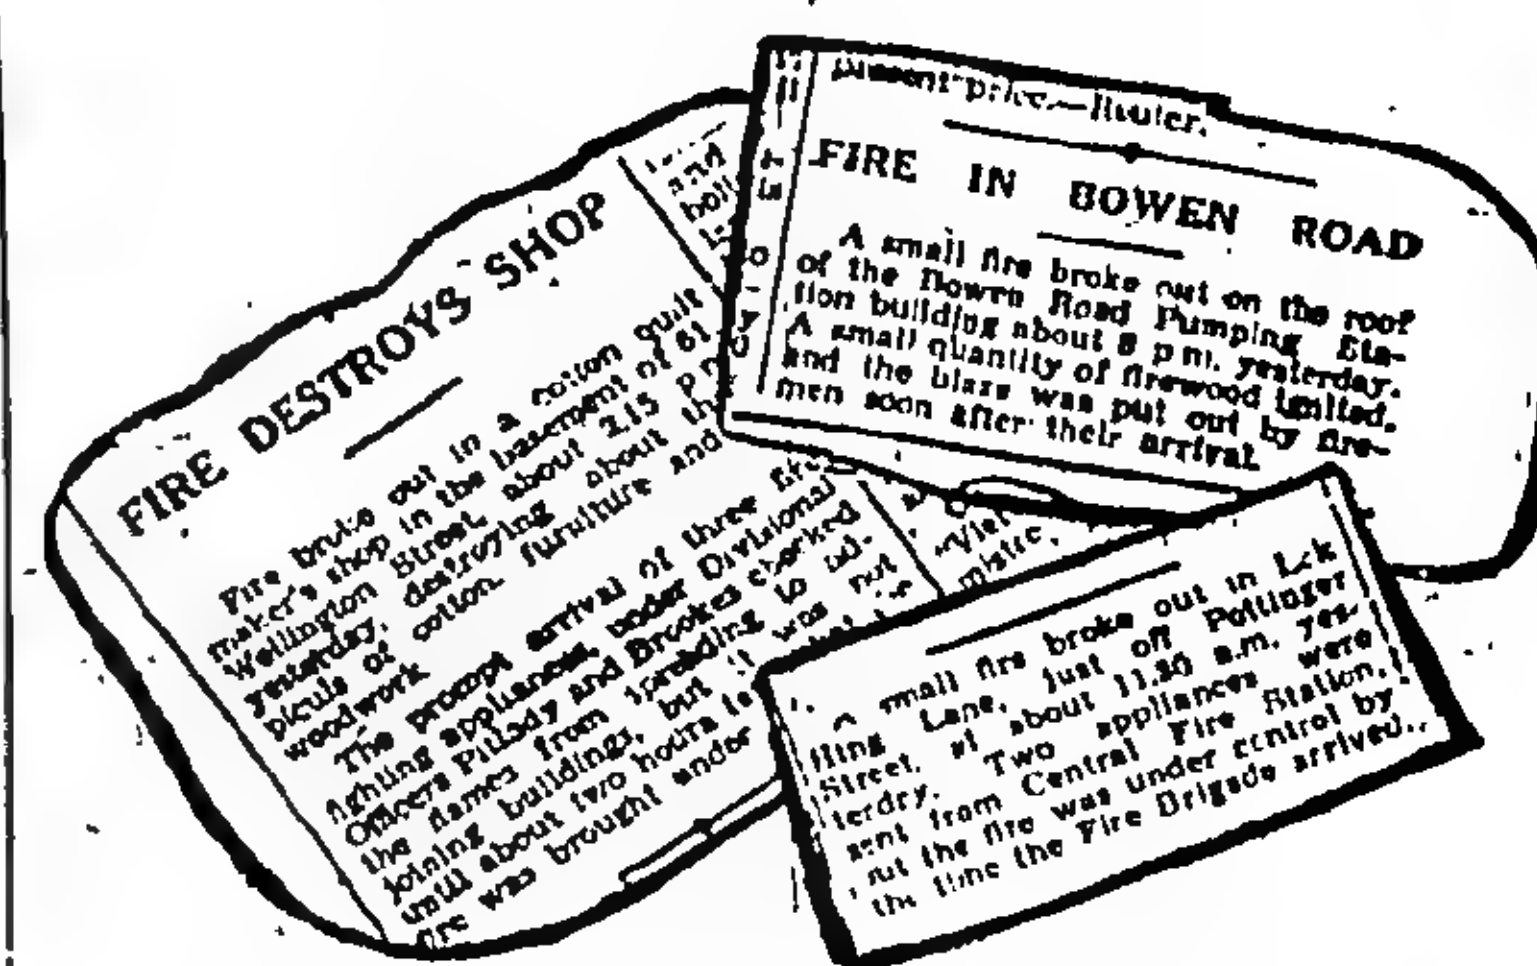 FIRE DESTROYS SHOP
Fire broke out in a cotton quilt
maker's shop in the basement of 61
Wellington Street, about 2.15 p
yesterday, destroying about
piculs of cotton, furniture and
woodwork
The prompt arrival of three fire
fighting appliances, under Divisional
Officers and Brookes checked
the flames from spreading to ad-
joining buildings, but it was not
until about two hours
fire was brought under
present price.—Reuter.
FIRE IN BOWEN ROAD
A small fire broke out on the roof
of the Bowen Road Pumping Sta-
tion building about 8 p.m. yesterday.
A small quantity of firewood ignited,
and the blaze was put out by fire-
men soon after their arrival.
A small fire broke out in Lek
Lane, just off Pottinger
Street, at about 11.30 a.m. yes-
terdry. Two appliances were
sent from Central Fire Station,
but the fire was under control by
the time the Fire Brigade arrived.